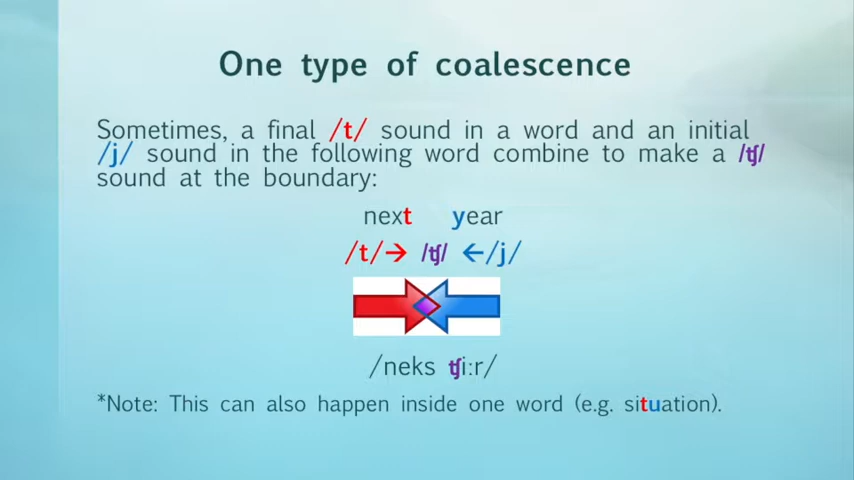 One type of coalescence
Sometimes, a final /t/ sound in a word and an initial
/j/ sound in the following word combine to make a /ʧ/
sound at the boundary:
next year
/t/→ /ʧ/ ←/j/
/neks ʧi:r/
*Note: This can also happen inside one word (e.g. situation).